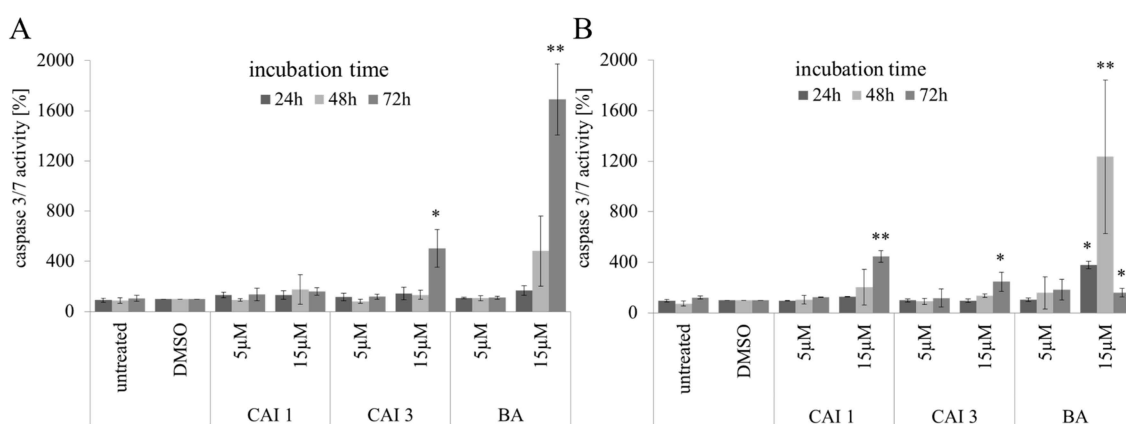 A
caspase 3/7 activity [%]
2000
1600
1200
800
400
0
incubation time
24h 48h 72h
*
**
untreated
DMSO
5µM
15µM
5µM
15µM
5µM
15µM
CAI 1
CAI 3
BA
B
caspase 3/7 activity [%]
2000
1600
1200
800
400
0
incubation time
24h 48h 72h
**
*
*
**
*
untreated
DMSO
5µM
15µM
5µM
15µM
5µM
15µM
CAI 1
CAI 3
BA